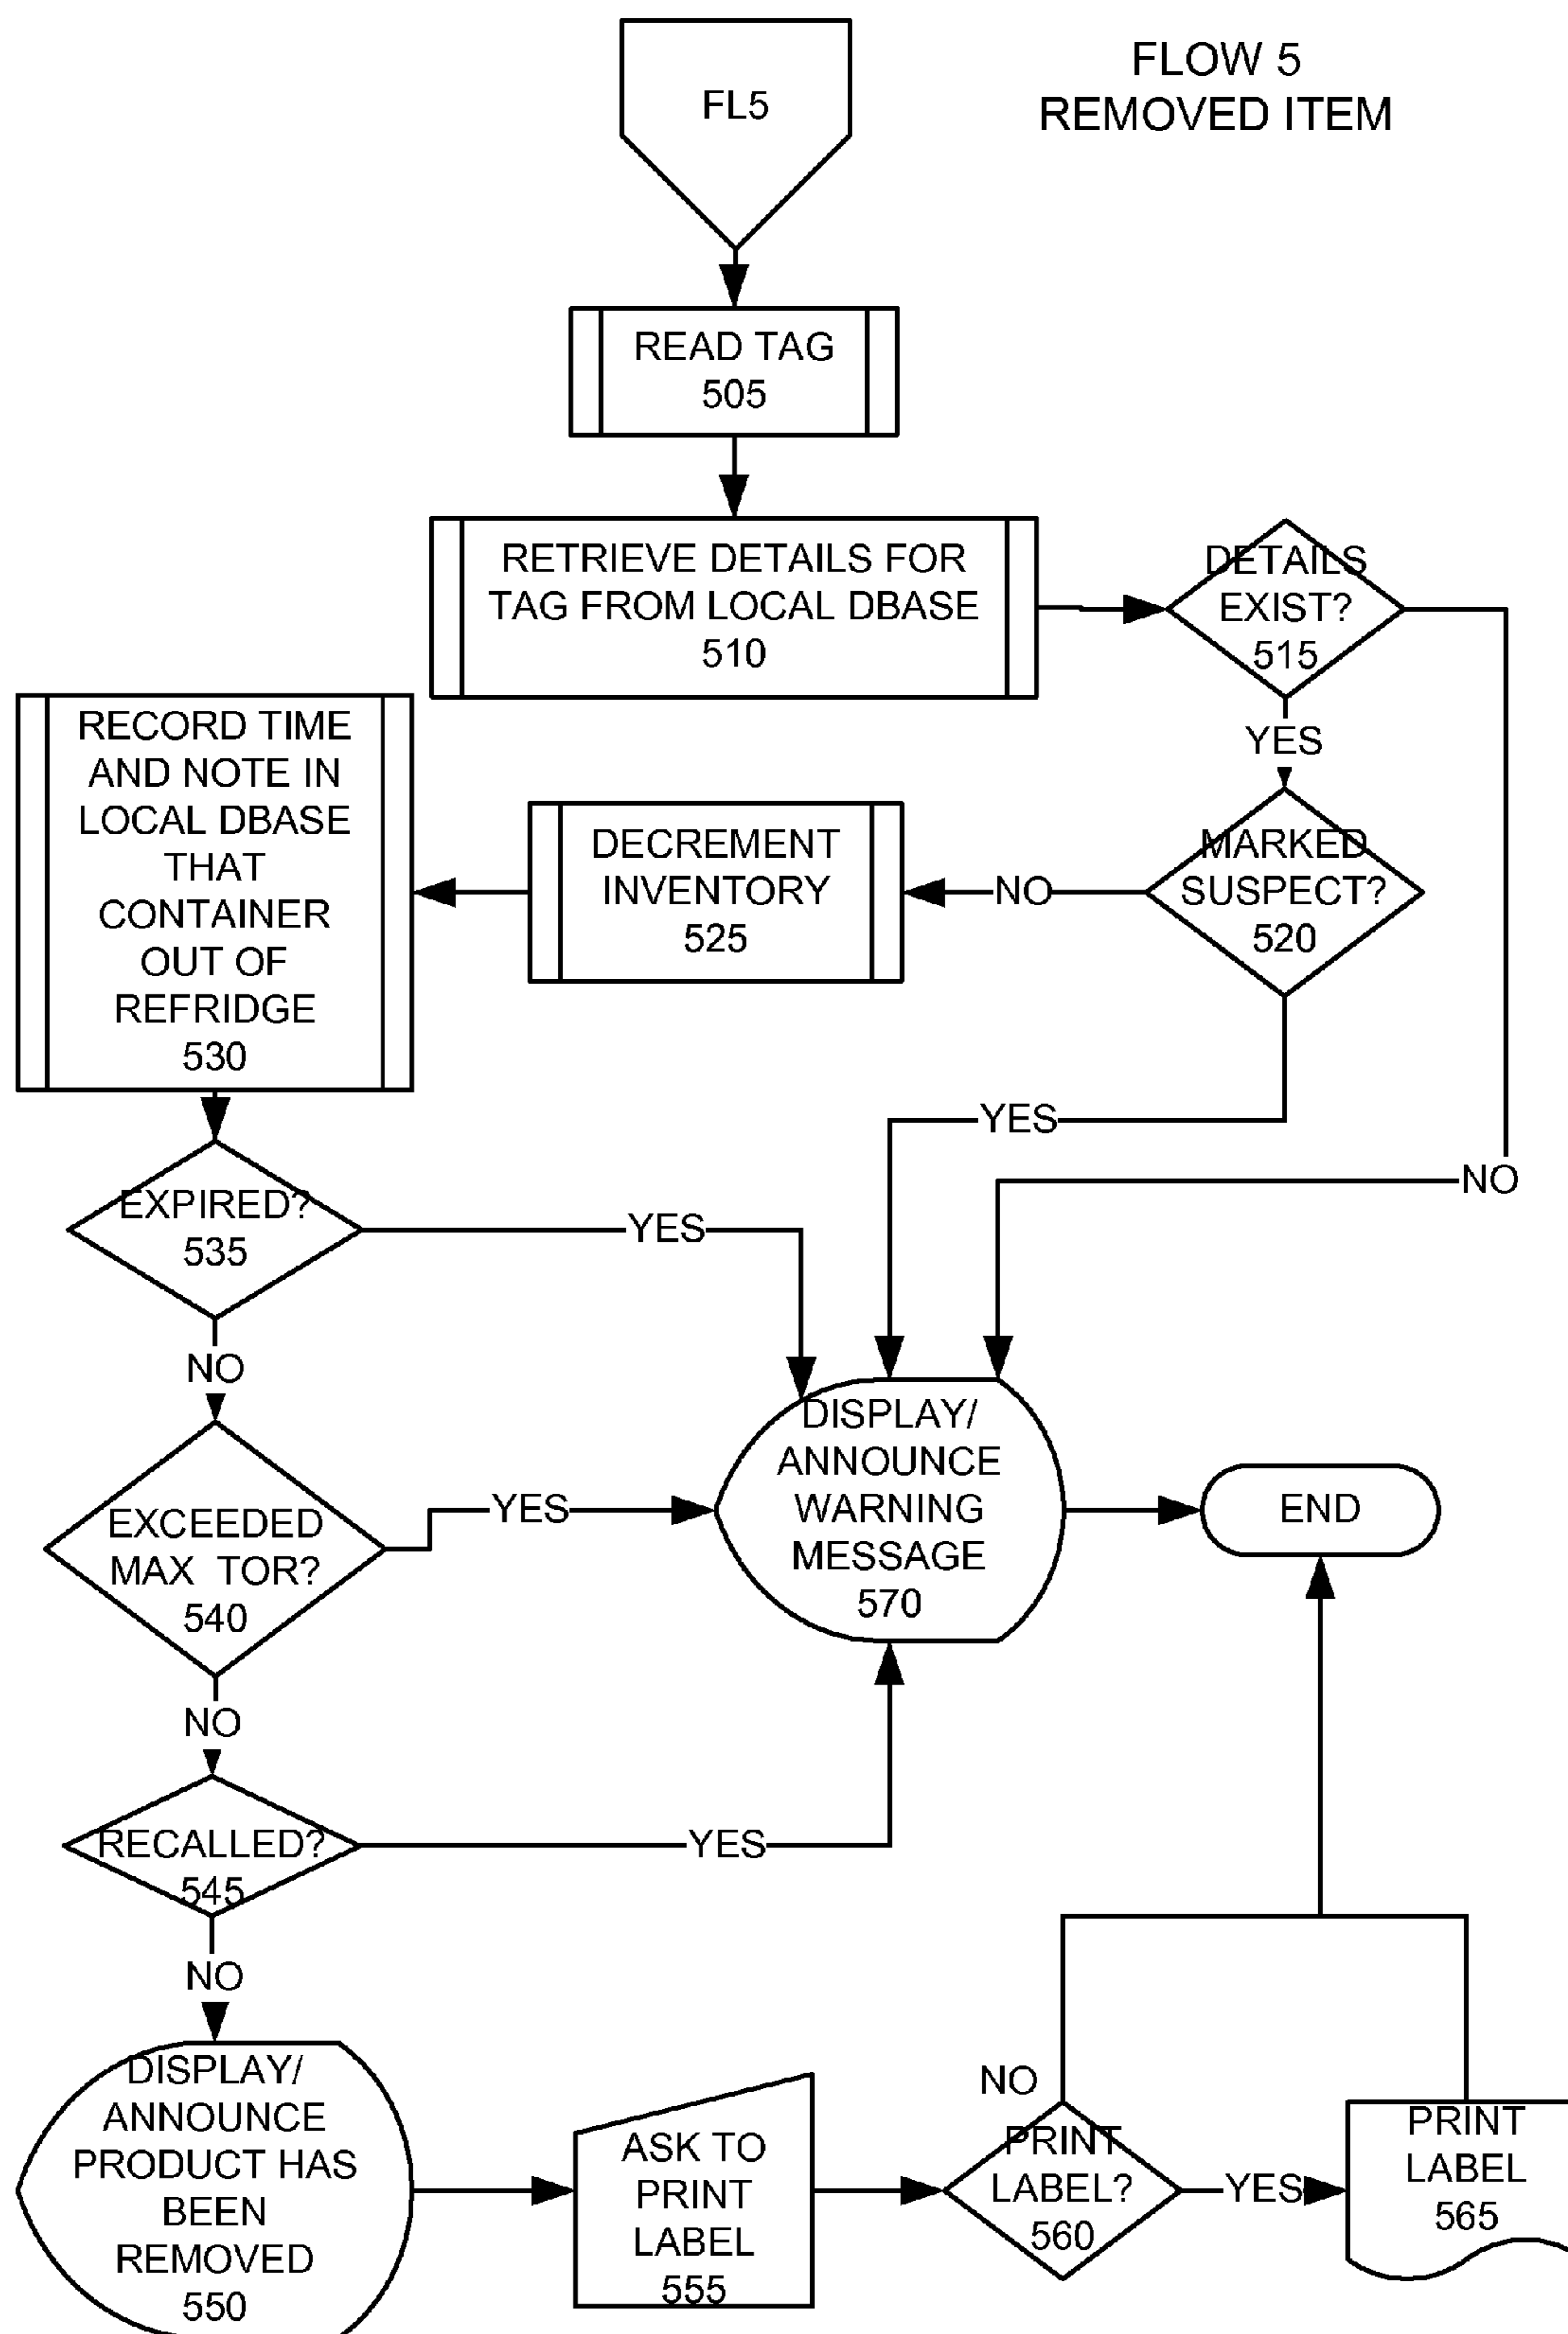 FL5
FLOW 5
REMOVED ITEM
READ TAG
505
RETRIEVE DETAILS FOR
TAG FROM LOCAL DBASE
510
DETAILS
EXIST?
515
YES
NO
MARKED
SUSPECT?
520
NO
YES
DECREMENT
INVENTORY
525
RECORD TIME
AND NOTE IN
LOCAL DBASE
THAT
CONTAINER
OUT OF
REFRIDGE
530
EXPIRED?
535
YES
NO
EXCEEDED
MAX TOR?
540
YES
NO
RECALLED?
545
YES
NO
DISPLAY/
ANNOUNCE
WARNING
MESSAGE
570
END
DISPLAY/
ANNOUNCE
PRODUCT HAS
BEEN
REMOVED
550
ASK TO
PRINT
LABEL
555
PRINT
LABEL?
560
NO
YES
PRINT
LABEL
565